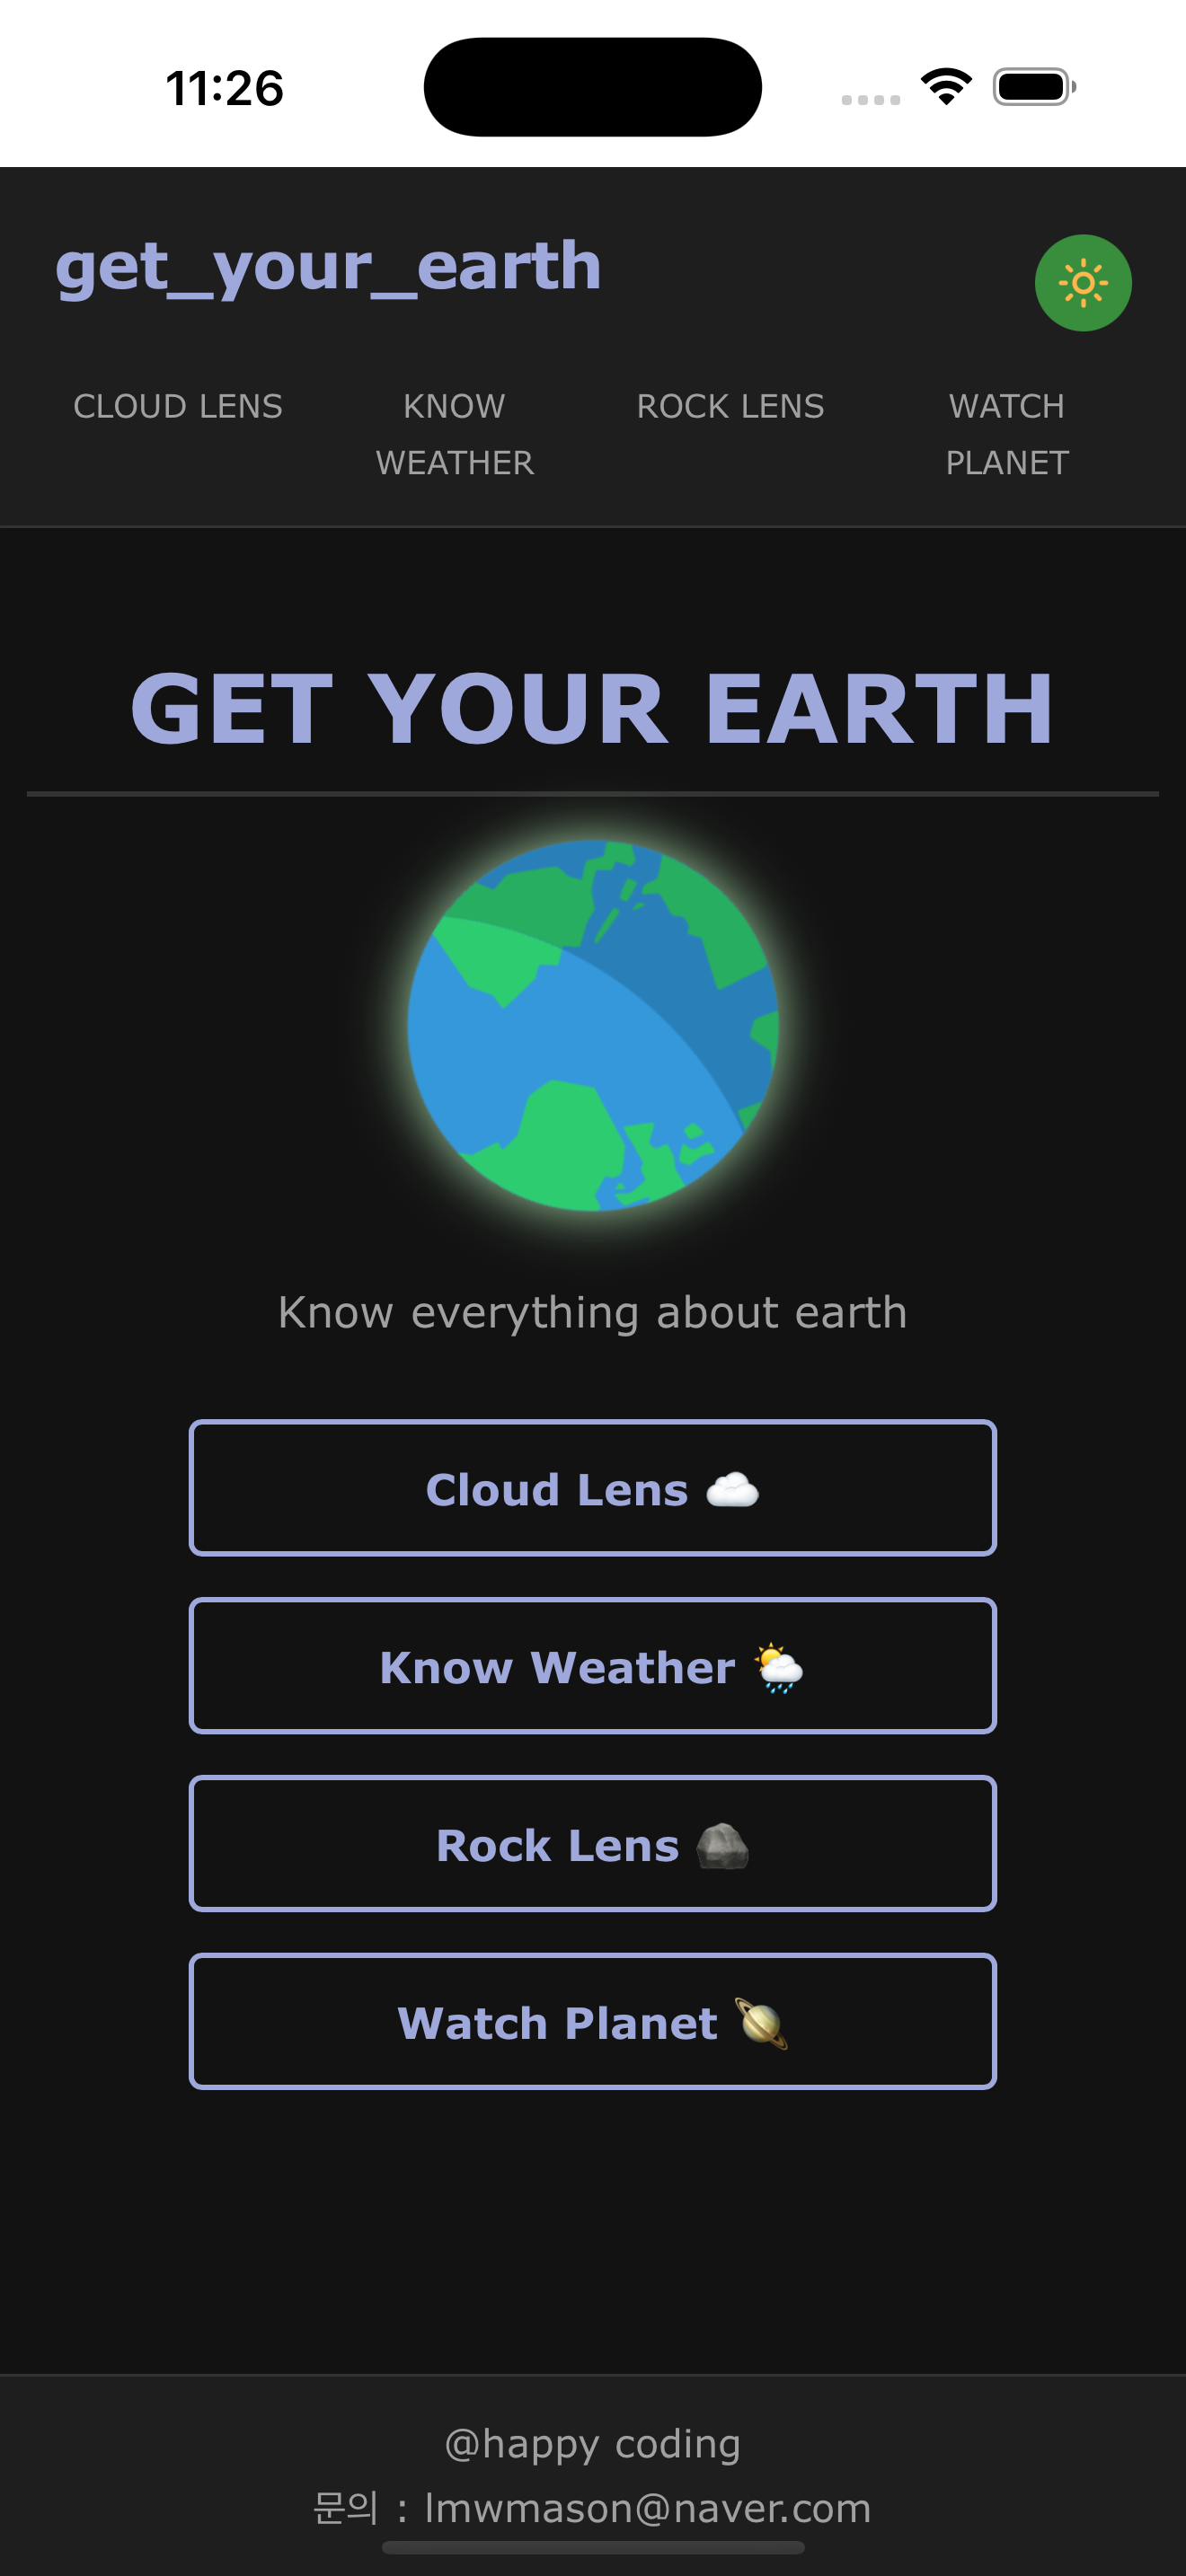 11:26
get_your_earth
CLOUD LENS
KNOW
WEATHER
ROCK LENS
WATCH
PLANET
GET YOUR EARTH
Know everything about earth
Cloud Lens ☁️
Know Weather 🌦️
Rock Lens 🪨
Watch Planet 🪐
@happy coding
문의 : lmwmason@naver.com